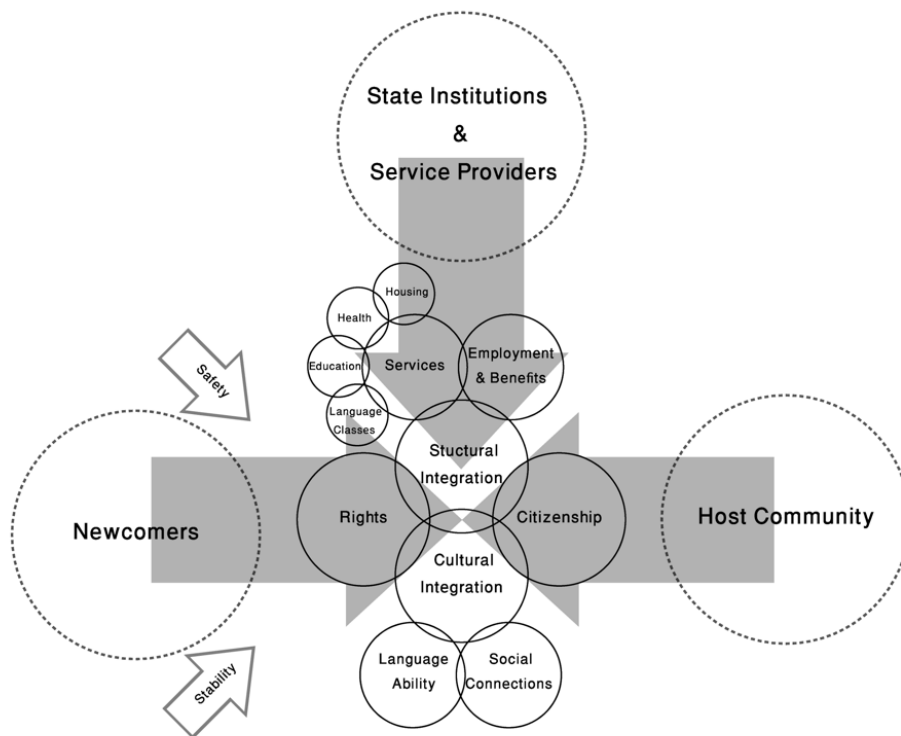 State Institutions
&
Service Providers
Housing
Health
Education
Language
Classes
Services
Employment
& Benefits
Safety
Stuctural
Integration
Newcomers
Rights
Citizenship
Host Community
Cultural
Integration
Stability
Language
Ability
Social
Connections